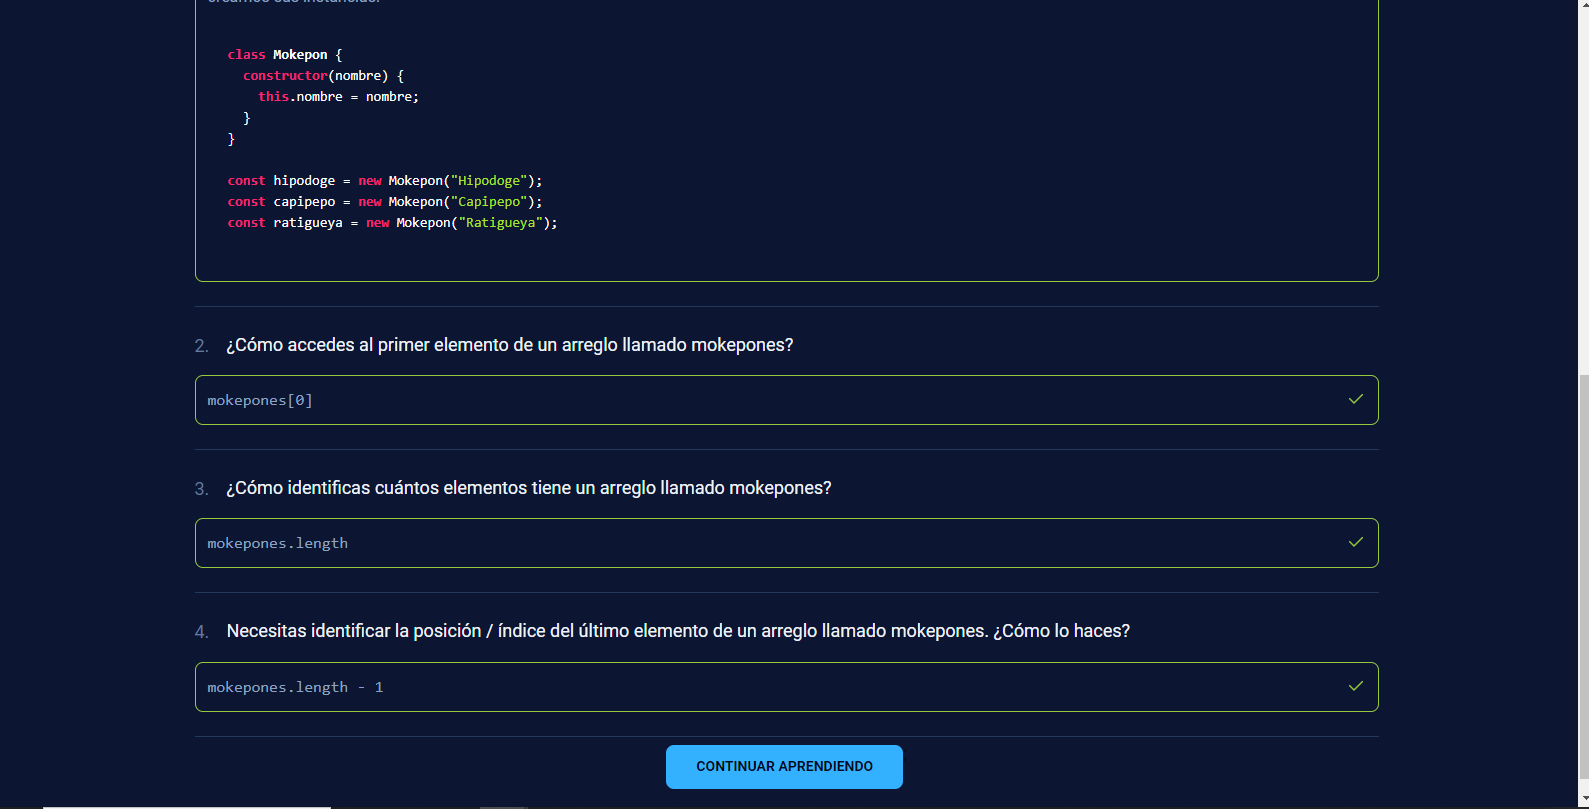 class Mokepon {
constructor(nombre) {
this.nombre = nombre;
}
}
const hipodoge = new Mokepon("Hipodoge");
const capipepo = new Mokepon("Capipepo");
const ratigueya = new Mokepon("Ratigueya");
2. ¿Cómo accedes al primer elemento de un arreglo llamado mokepones?
mokepones[0]
3. ¿Cómo identificas cuántos elementos tiene un arreglo llamado mokepones?
mokepones.length
4. Necesitas identificar la posición / índice del último elemento de un arreglo llamado mokepones. ¿Cómo lo haces?
mokepones.length - 1
CONTINUAR APRENDIENDO